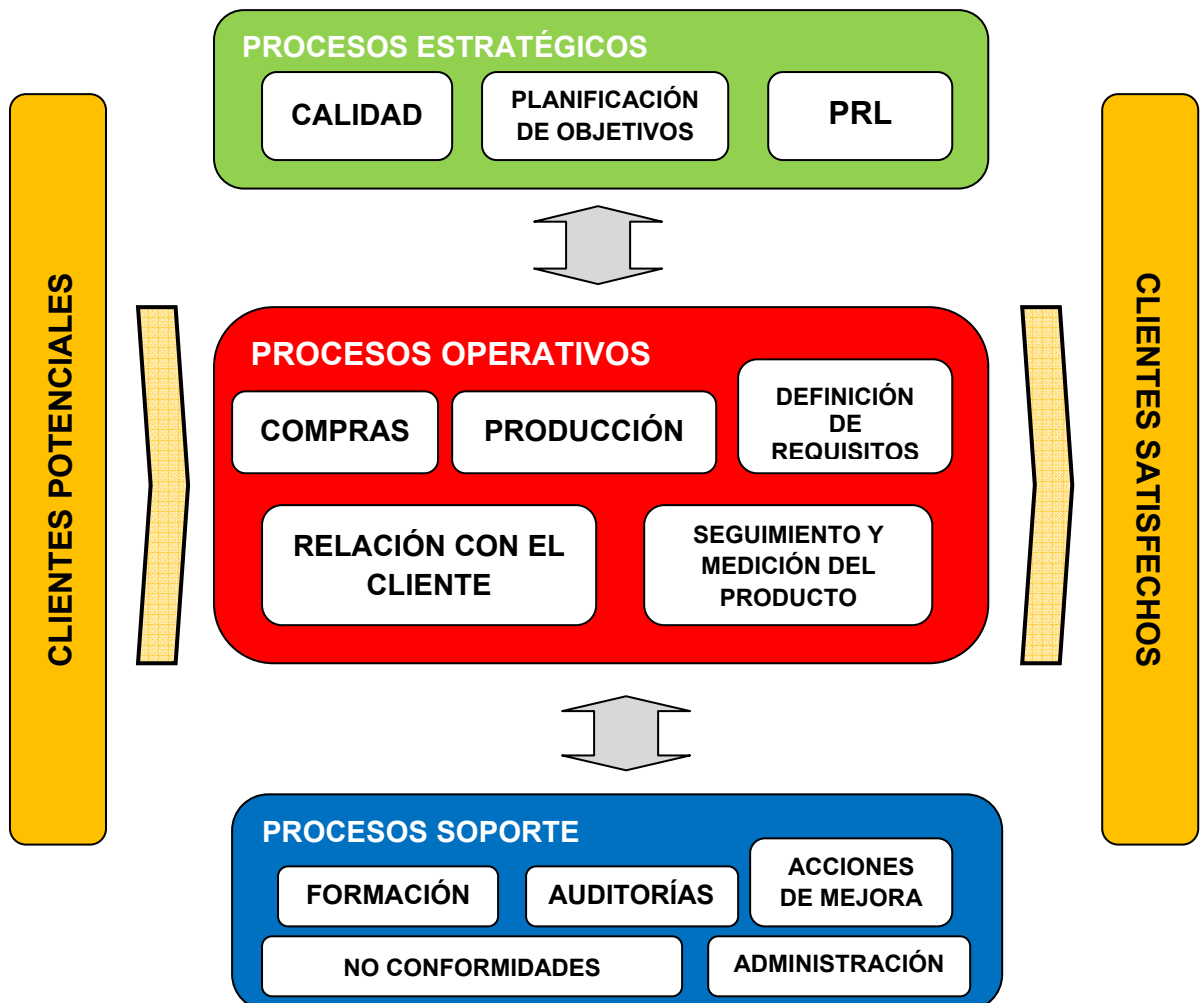 PROCESOS ESTRATÉGICOS
CALIDAD
PLANIFICACIÓN
DE OBJETIVOS
PRL
CLIENTES POTENCIALES
CLIENTES SATISFECHOS
PROCESOS OPERATIVOS
COMPRAS
PRODUCCIÓN
DEFINICIÓN
DE
REQUISITOS
RELACIÓN CON EL
CLIENTE
SEGUIMIENTO Y
MEDICIÓN DEL
PRODUCTO
PROCESOS SOPORTE
FORMACIÓN
AUDITORÍAS
ACCIONES
DE MEJORA
NO CONFORMIDADES
ADMINISTRACIÓN